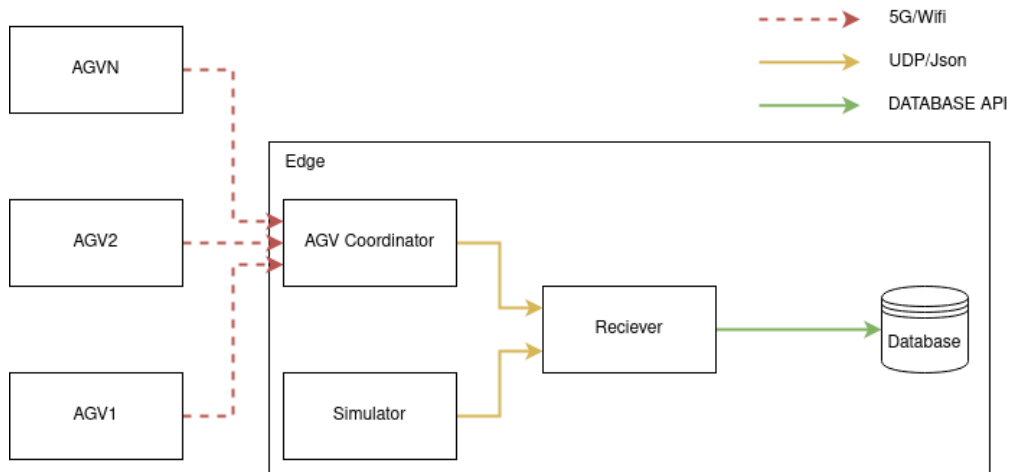 5G/Wifi
AGVN
UDP/Json
DATABASE API
Edge
AGV2
AGV Coordinator
Reciever
Database
AGV1
Simulator